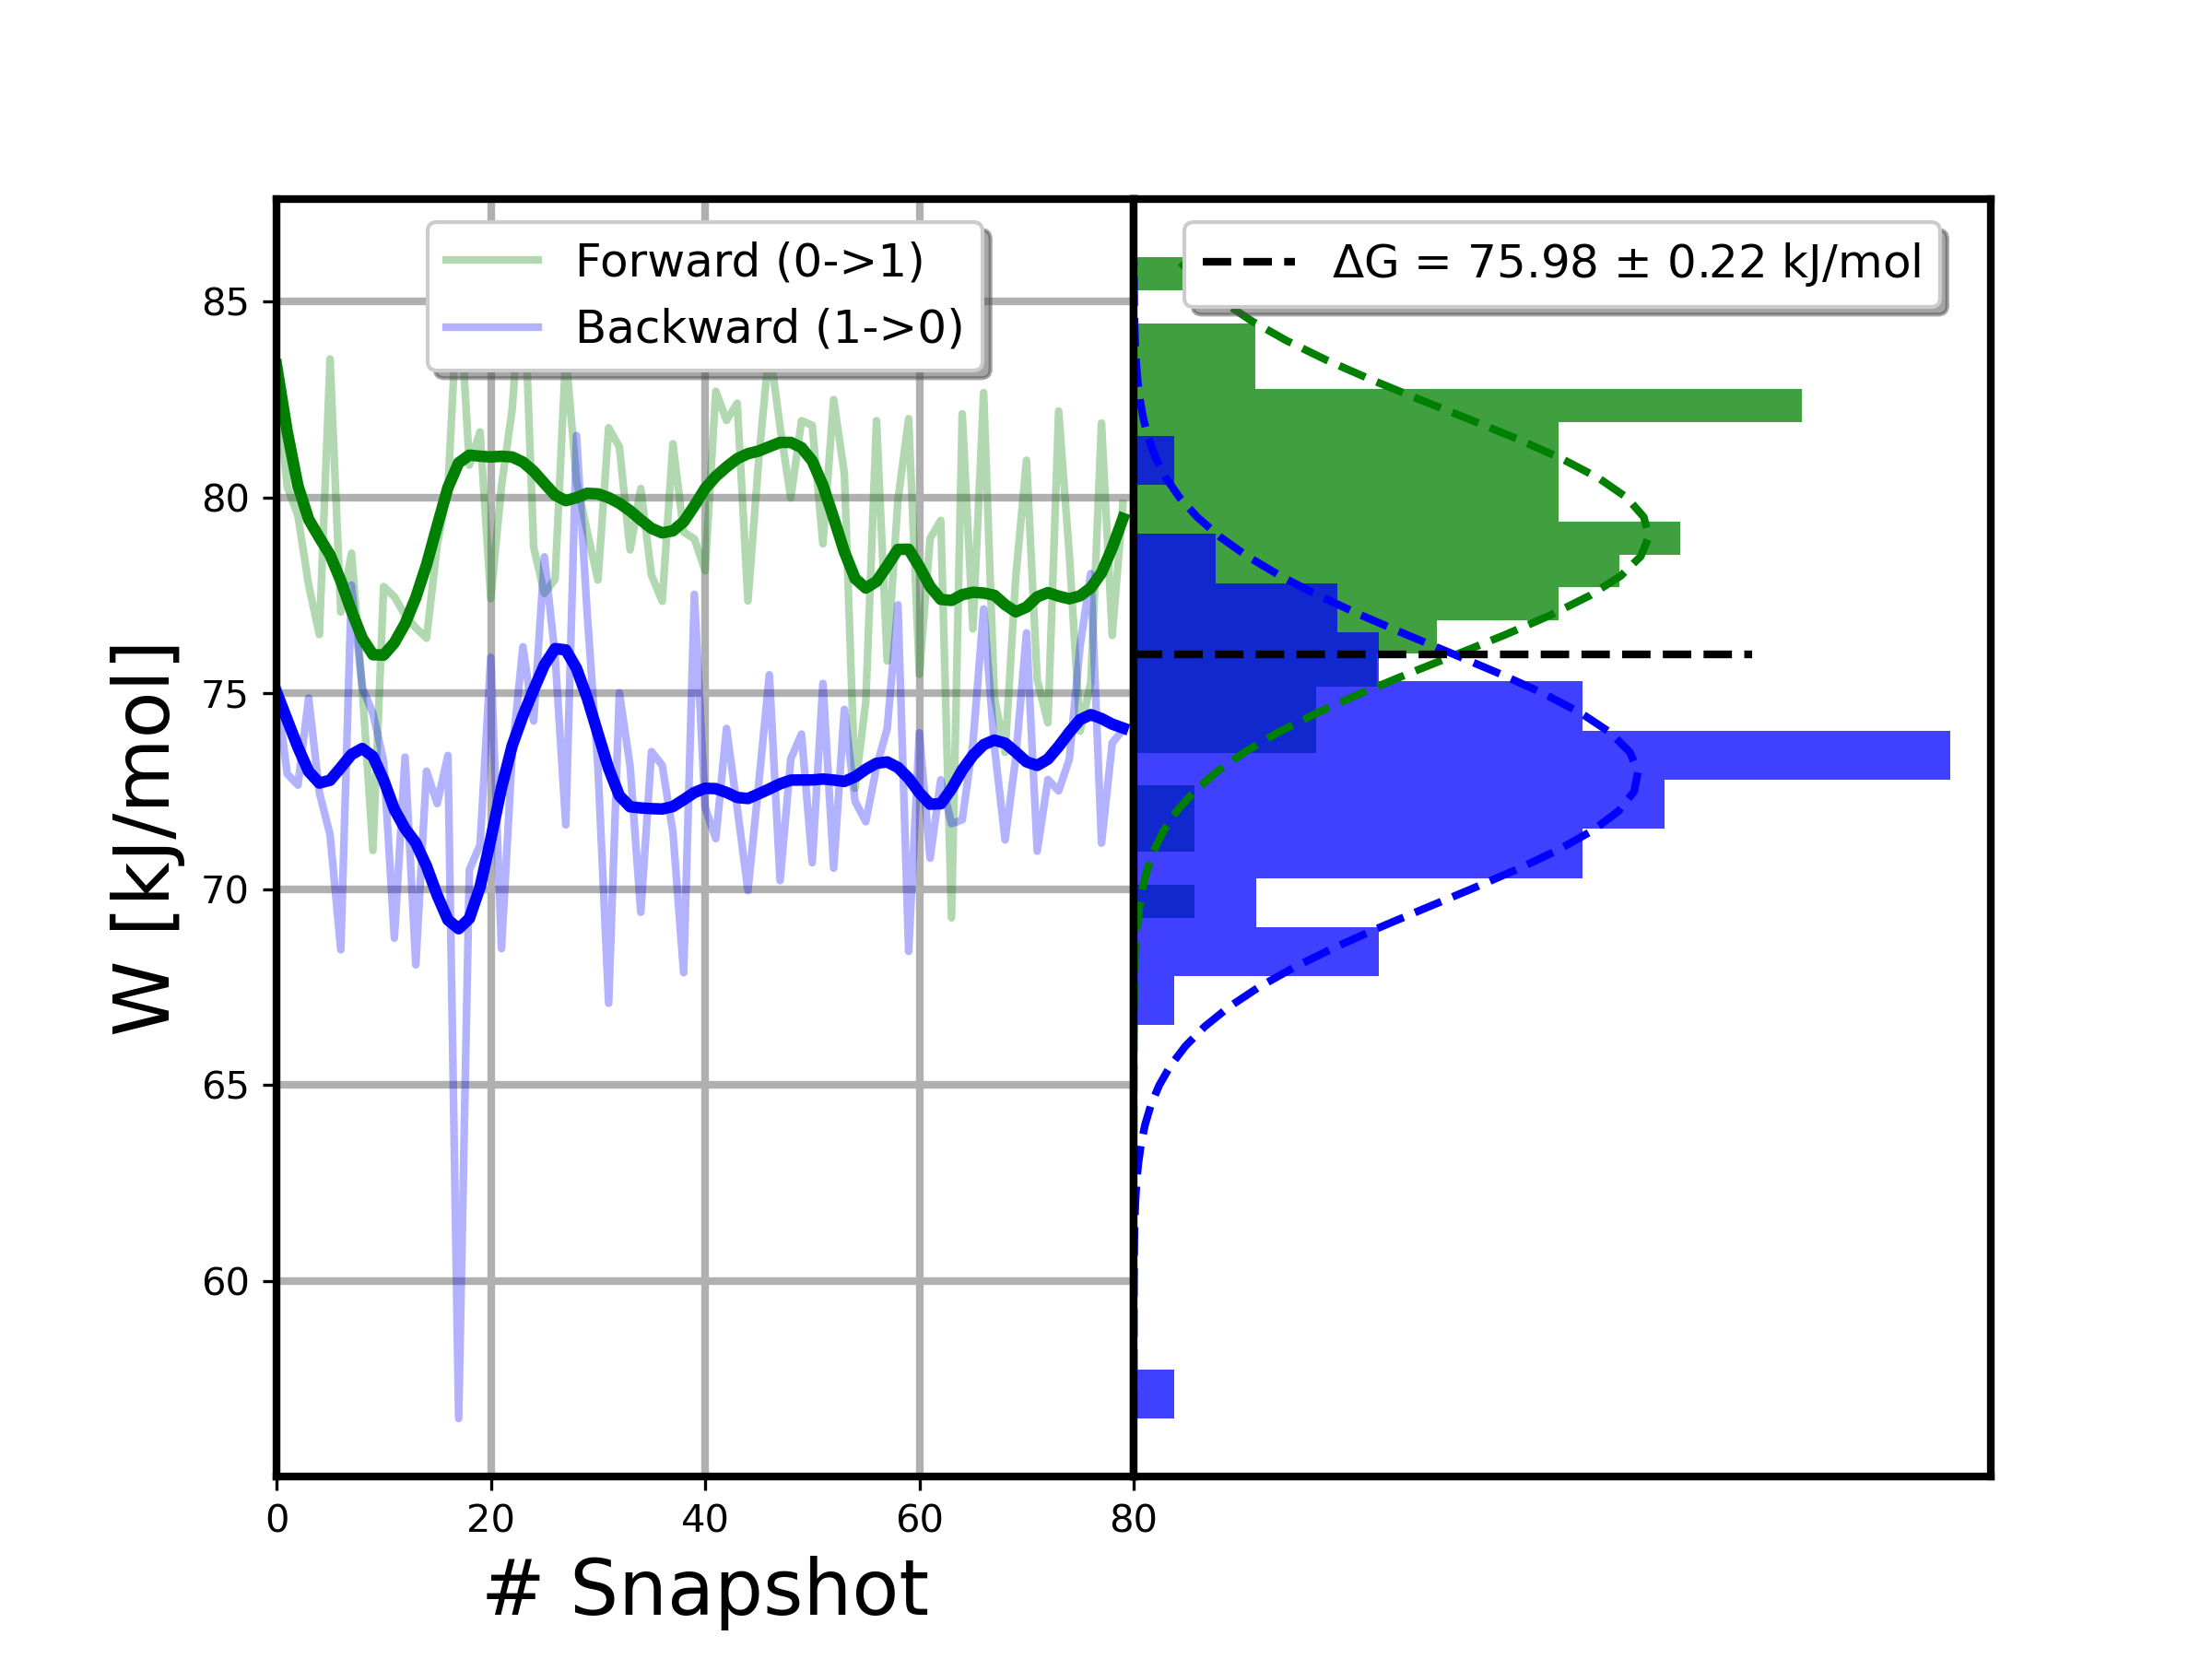 Forward (0->1)
Backward (1->0)
ΔG = 75.98 ± 0.22 kJ/mol
85
80
75
70
65
60
W [kJ/mol]
0
20
40
60
80
# Snapshot